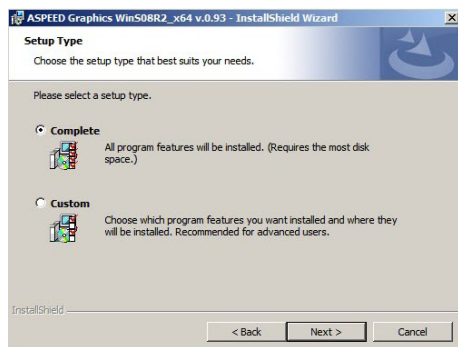 ASPEED Graphics WinS08R2_x64 v.0.93 - InstallShield Wizard
Setup Type
Choose the setup type that best suits your needs.
Please select a setup type.
Complete
All program features will be installed. (Requires the most disk
space.)
Custom
Choose which program features you want installed and where they
will be installed. Recommended for advanced users.
InstallShield
< Back
Next >
Cancel